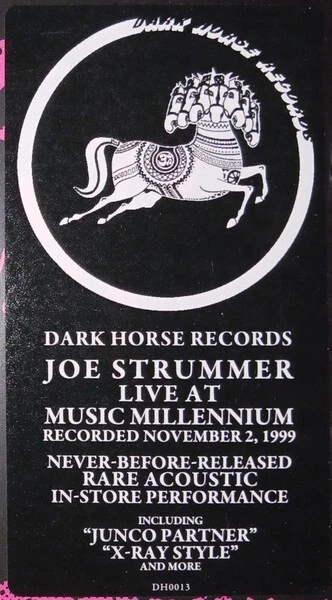 DARK HORSE RECORDS
DARK HORSE RECORDS
JOE STRUMMER
LIVE AT
MUSIC MILLENNIUM
RECORDED NOVEMBER 2, 1999
NEVER-BEFORE-RELEASED
RARE ACOUSTIC
IN-STORE PERFORMANCE
INCLUDING
“JUNCO PARTNER”
“X-RAY STYLE”
AND MORE
DH0013